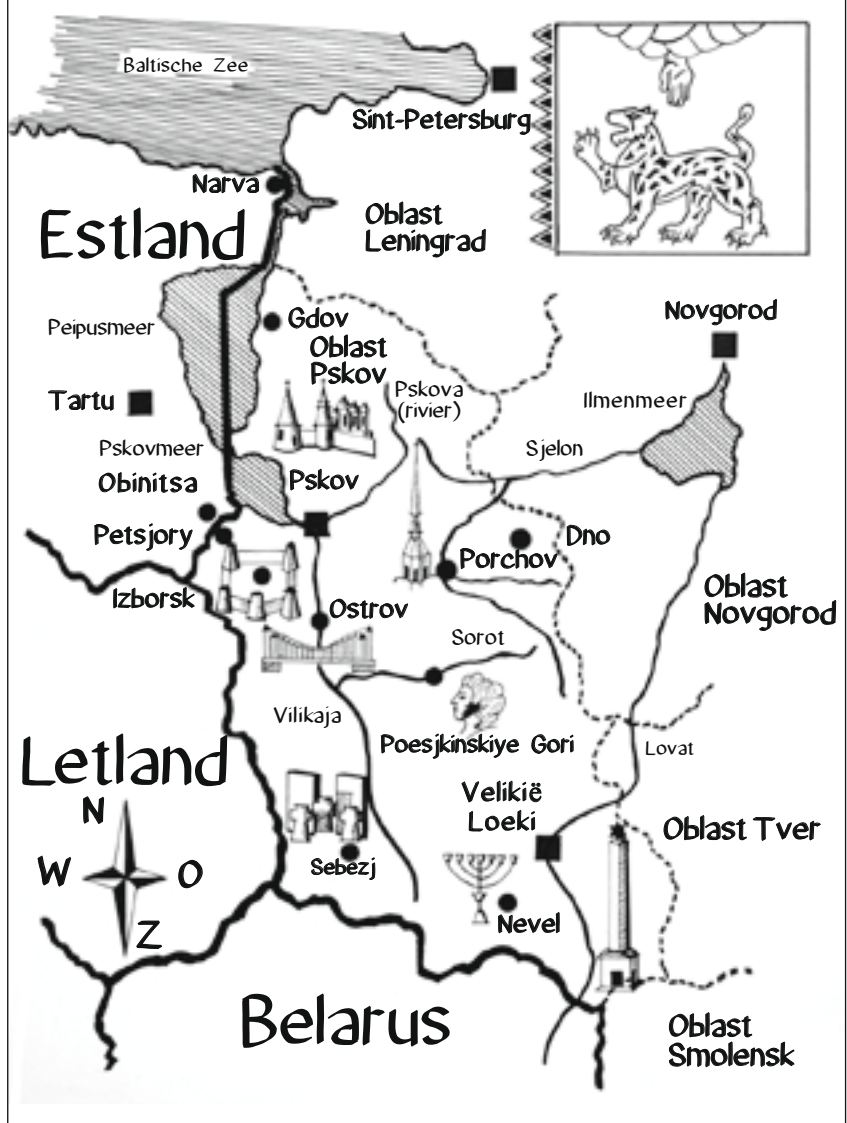 Baltische Zee
Sint-Petersburg
Narva
Estland
Oblast
Leningrad
Peipusmeer
Gdov
Oblast
Pskov
Novgorod
Tartu
Pskova
(rivier)
Ilmenmeer
Pskovmeer
Sjelon
Obinitsa
Pskov
Petsjory
Dno
Porchov
Izborsk
Ostrov
Oblast
Novgorod
Sorot
Vilikaja
Poesjkinskiye Gori
Lovat
Letland
N
W
O
Z
Velikië
Loeki
Oblast Tver
Sebezj
Nevel
Belarus
Oblast
Smolensk